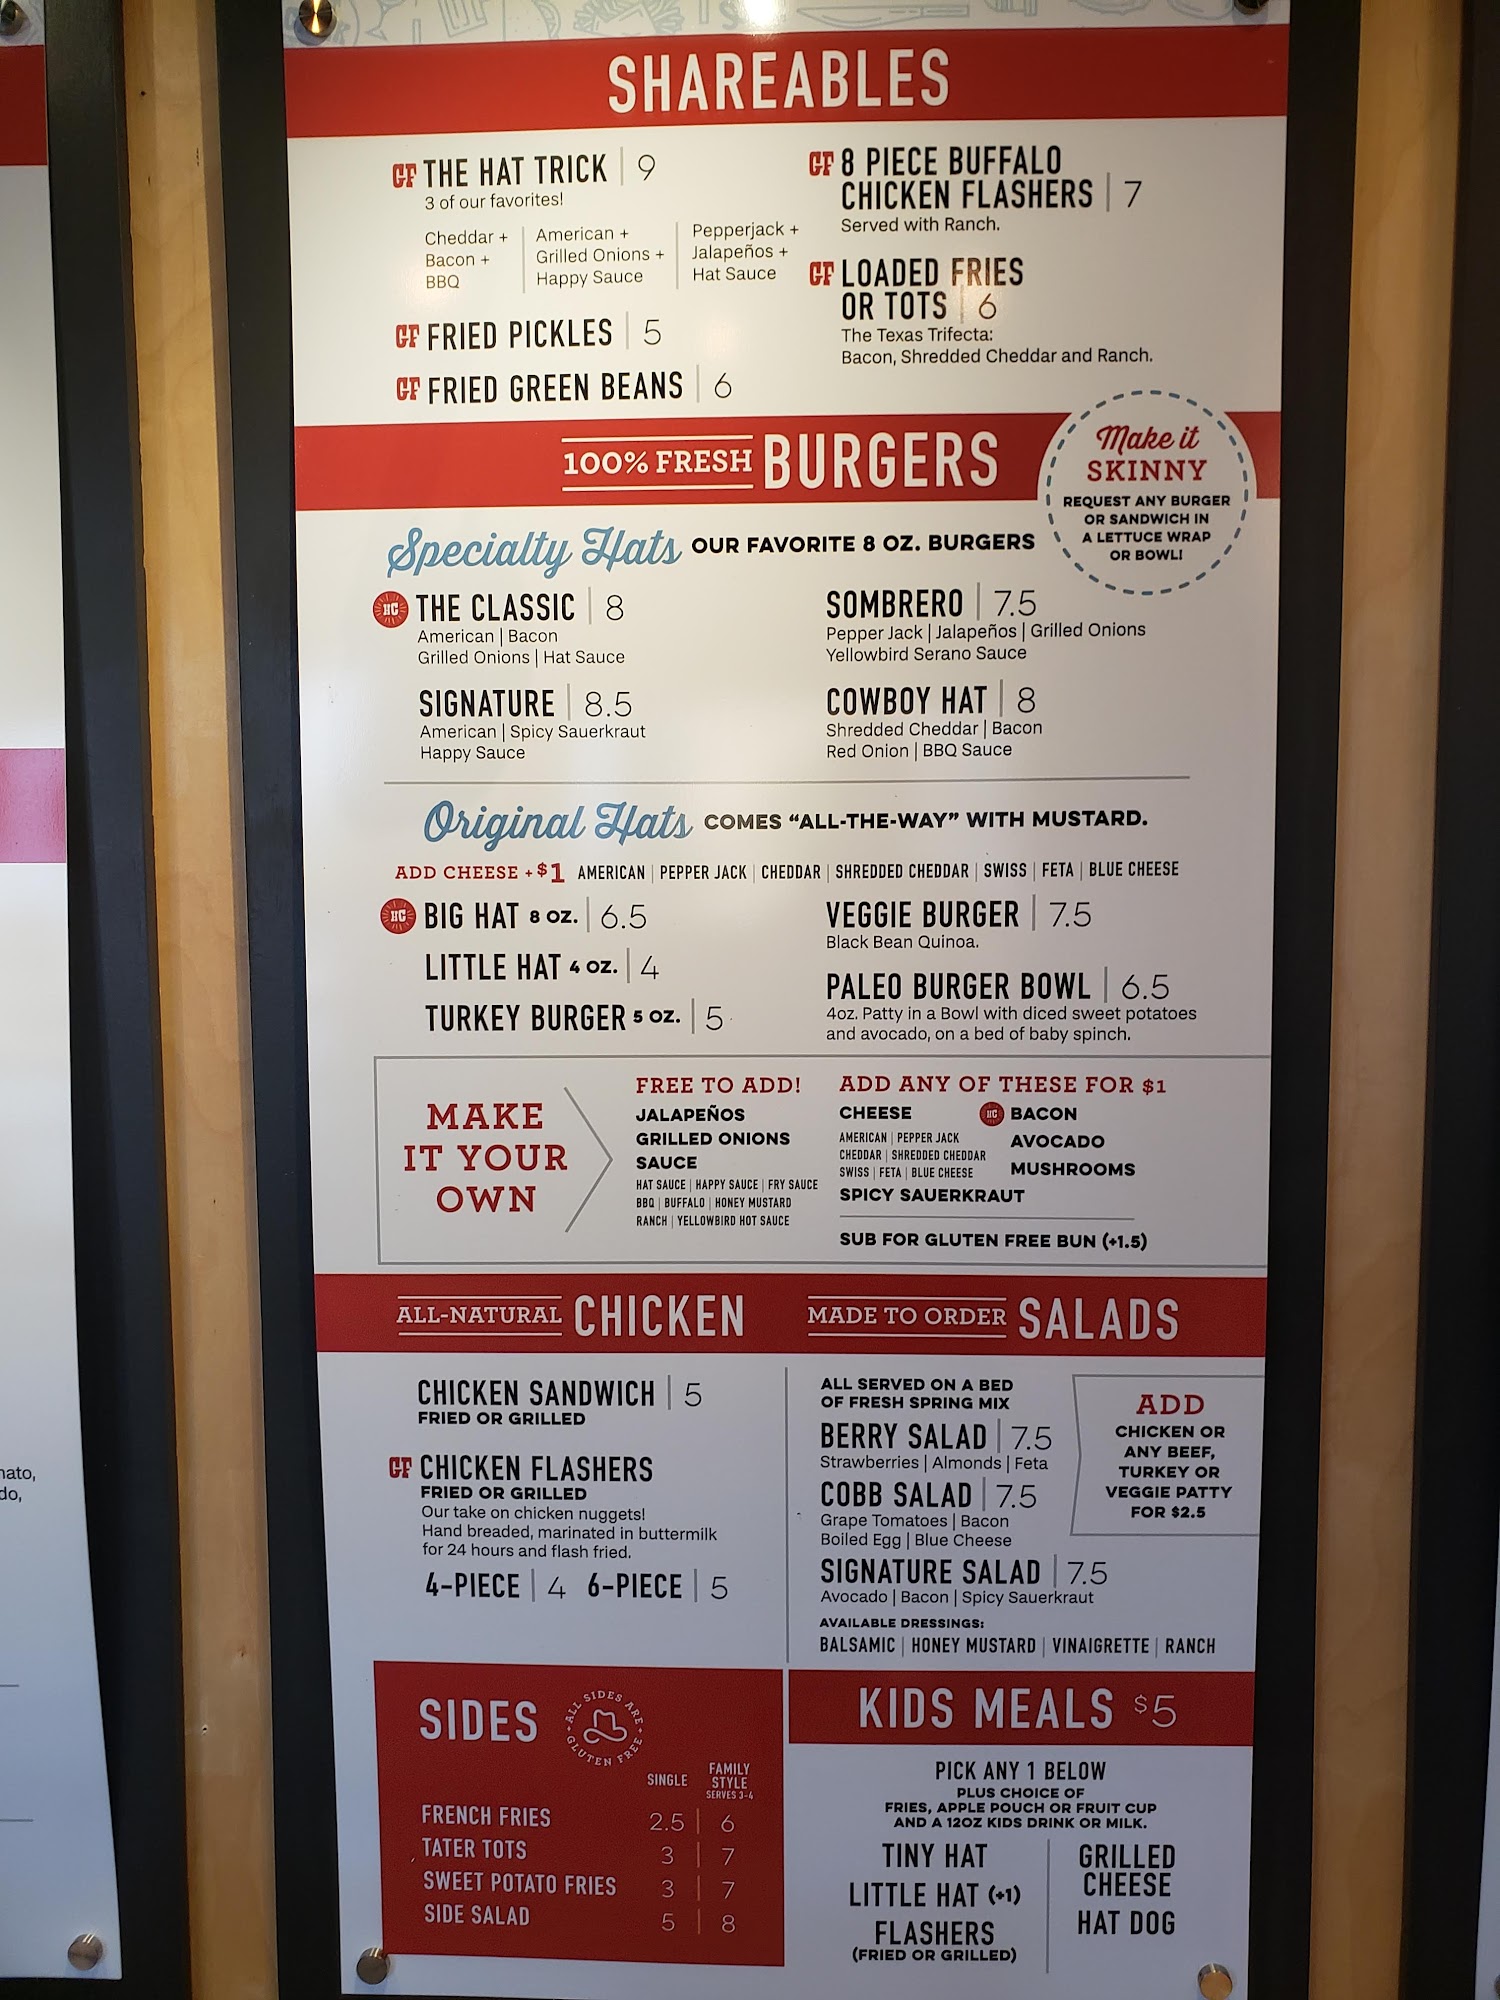 SHAREABLES
GF THE HAT TRICK | 9
3 of our favorites!
Cheddar +
Bacon +
BBQ
American +
Grilled Onions +
Happy Sauce
Pepperjack +
Jalapeños +
Hat Sauce
GF FRIED PICKLES | 5
GF FRIED GREEN BEANS | 6
GF 8 PIECE BUFFALO
CHICKEN FLASHERS | 7
Served with Ranch.
GF LOADED FRIES
OR TOTS | 6
The Texas Trifecta:
Bacon, Shredded Cheddar and Ranch.
100% FRESH BURGERS
Make it
SKINNY
REQUEST ANY BURGER
OR SANDWICH IN
A LETTUCE WRAP
OR BOWL!
Specialty Hats OUR FAVORITE 8 OZ. BURGERS
HC THE CLASSIC | 8
American | Bacon
Grilled Onions | Hat Sauce
SIGNATURE | 8.5
American | Spicy Sauerkraut
Happy Sauce
SOMBRERO | 7.5
Pepper Jack | Jalapeños | Grilled Onions
Yellowbird Serano Sauce
COWBOY HAT | 8
Shredded Cheddar | Bacon
Red Onion | BBQ Sauce
Original Hats COMES “ALL-THE-WAY” WITH MUSTARD.
ADD CHEESE +$1 AMERICAN | PEPPER JACK | CHEDDAR | SHREDDED CHEDDAR | SWISS | FETA | BLUE CHEESE
HC BIG HAT 8 OZ. | 6.5
LITTLE HAT 4 OZ. | 4
TURKEY BURGER 5 OZ. | 5
VEGGIE BURGER | 7.5
Black Bean Quinoa.
PALEO BURGER BOWL | 6.5
4oz. Patty in a Bowl with diced sweet potatoes
and avocado, on a bed of baby spinch.
MAKE
IT YOUR
OWN
FREE TO ADD!
JALAPEÑOS
GRILLED ONIONS
SAUCE
HAT SAUCE | HAPPY SAUCE | FRY SAUCE
BBQ | BUFFALO | HONEY MUSTARD
RANCH | YELLOWBIRD HOT SAUCE
ADD ANY OF THESE FOR $1
CHEESE
AMERICAN | PEPPER JACK
CHEDDAR | SHREDDED CHEDDAR
SWISS | FETA | BLUE CHEESE
HC BACON
AVOCADO
MUSHROOMS
SPICY SAUERKRAUT
SUB FOR GLUTEN FREE BUN (+1.5)
ALL-NATURAL CHICKEN
CHICKEN SANDWICH | 5
FRIED OR GRILLED
GF CHICKEN FLASHERS
FRIED OR GRILLED
Our take on chicken nuggets!
Hand breaded, marinated in buttermilk
for 24 hours and flash fried.
4-PIECE | 4 6-PIECE | 5
MADE TO ORDER SALADS
ALL SERVED ON A BED
OF FRESH SPRING MIX
BERRY SALAD | 7.5
Strawberries | Almonds | Feta
COBB SALAD | 7.5
Grape Tomatoes | Bacon
Boiled Egg | Blue Cheese
SIGNATURE SALAD | 7.5
Avocado | Bacon | Spicy Sauerkraut
AVAILABLE DRESSINGS:
BALSAMIC | HONEY MUSTARD | VINAIGRETTE | RANCH
ADD
CHICKEN OR
ANY BEEF,
TURKEY OR
VEGGIE PATTY
FOR $2.5
SIDES
ALL SIDES ARE
GLUTEN FREE
SINGLE
FAMILY
STYLE
SERVES 3-4
FRENCH FRIES 2.5 | 6
TATER TOTS 3 | 7
SWEET POTATO FRIES 3 | 7
SIDE SALAD 5 | 8
KIDS MEALS $5
PICK ANY 1 BELOW
PLUS CHOICE OF
FRIES, APPLE POUCH OR FRUIT CUP
AND A 12OZ KIDS DRINK OR MILK.
TINY HAT
LITTLE HAT (+1)
FLASHERS
(FRIED OR GRILLED)
GRILLED
CHEESE
HAT DOG